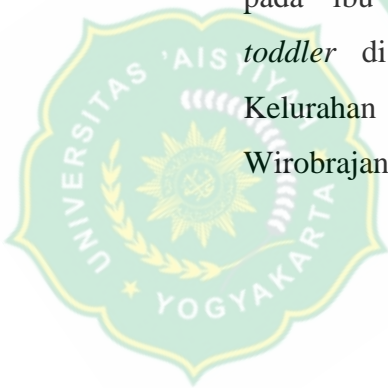 pada Ibu
toddler di
Kelurahan
Wirobrajan
UNIVERSITAS 'AISYIYAH
YOGYAKARTA